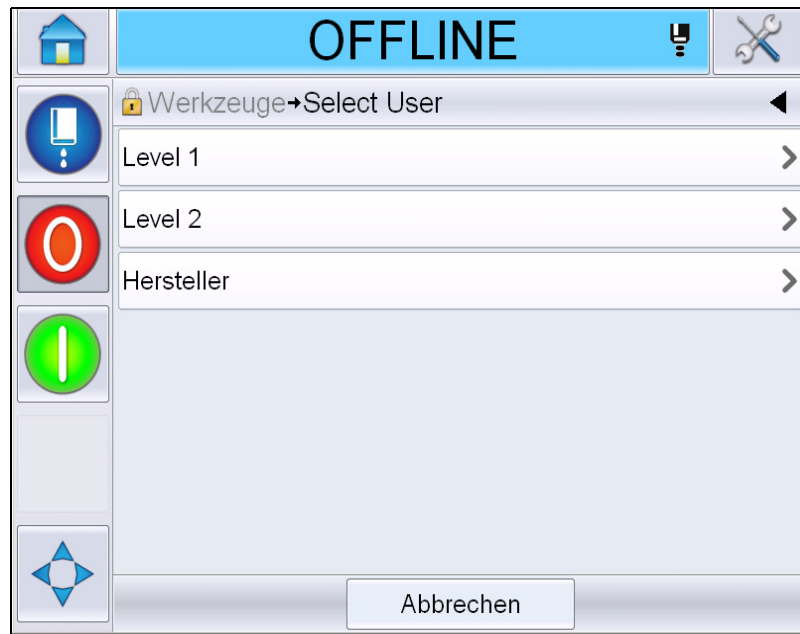 OFFLINE
Werkzeuge→Select User
Level 1
Level 2
Hersteller
Abbrechen